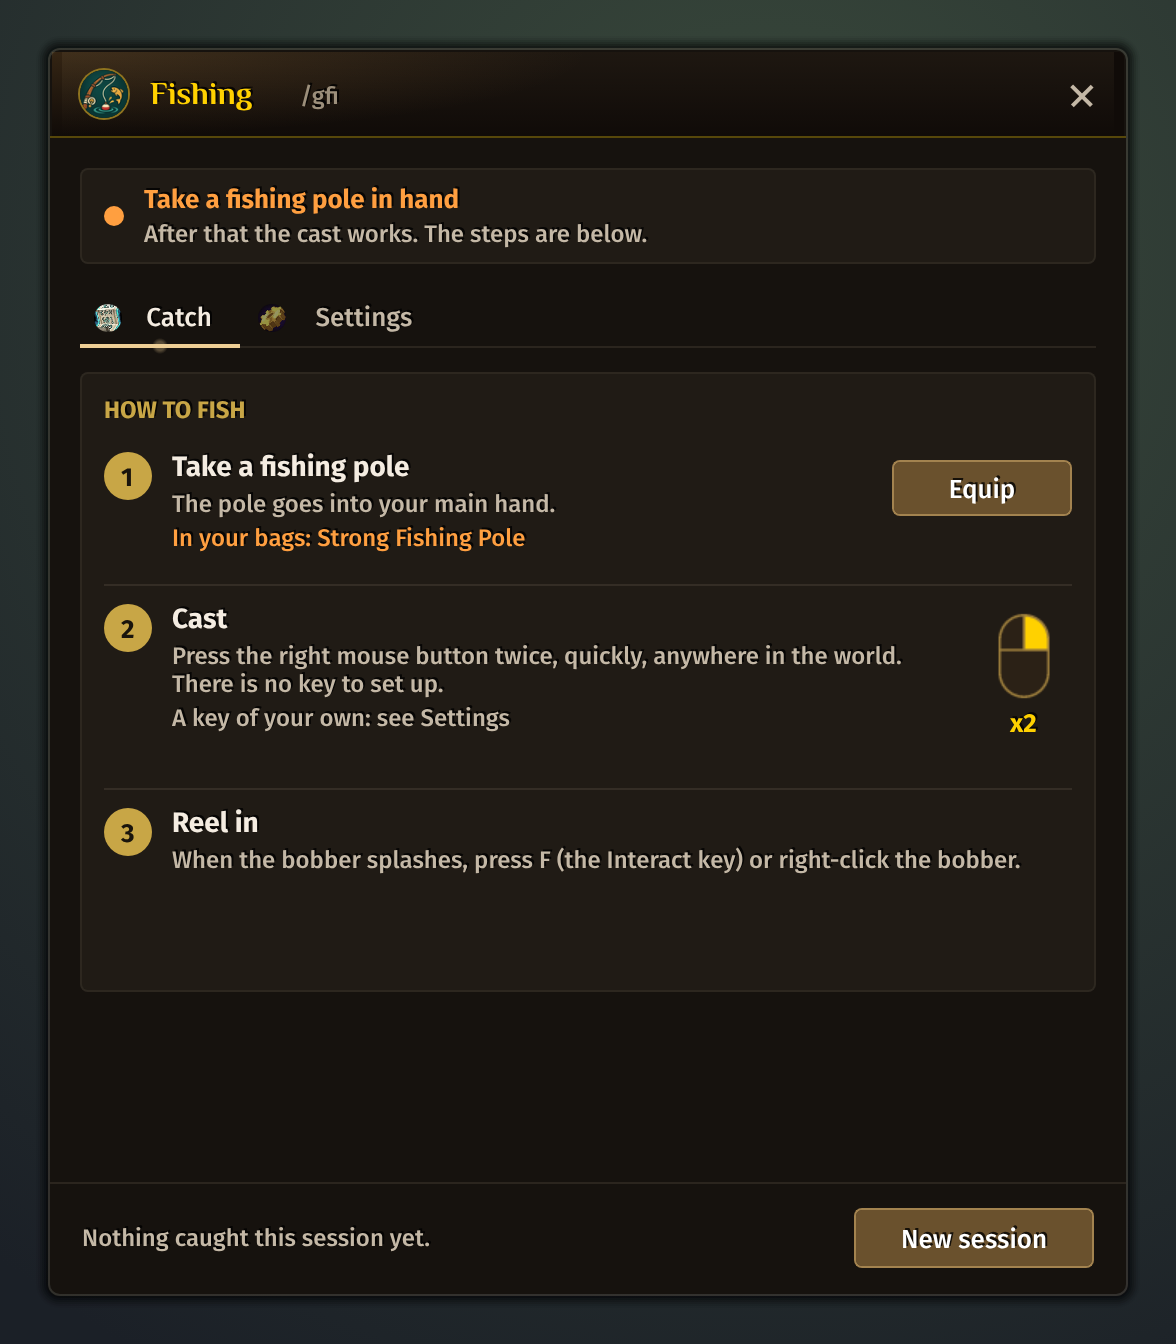 Fishing /gfi
Take a fishing pole in hand
After that the cast works. The steps are below.
Catch
Settings
HOW TO FISH
1
Take a fishing pole
The pole goes into your main hand.
In your bags: Strong Fishing Pole
Equip
2
Cast
Press the right mouse button twice, quickly, anywhere in the world.
There is no key to set up.
A key of your own: see Settings
x2
3
Reel in
When the bobber splashes, press F (the Interact key) or right-click the bobber.
Nothing caught this session yet.
New session